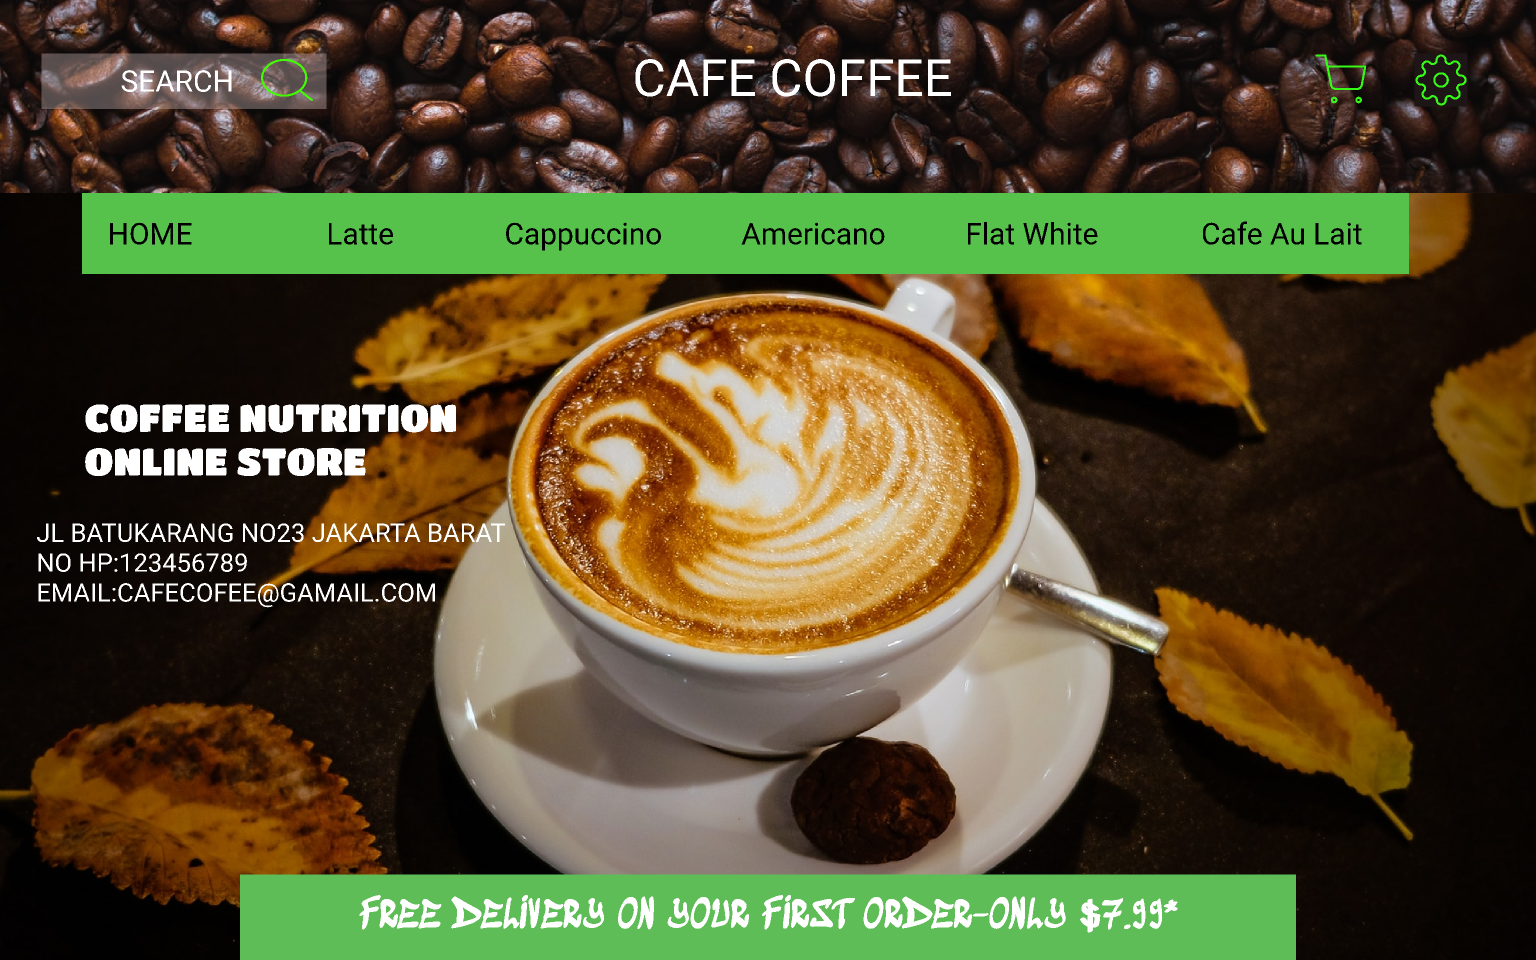 SEARCH
CAFE COFFEE
HOME Latte Cappuccino Americano Flat White Cafe Au Lait
COFFEE NUTRITION
ONLINE STORE
JL BATUKARANG NO23 JAKARTA BARAT
NO HP:123456789
EMAIL:CAFECOFEE@GAMAIL.COM
FREE DELIVERY ON YOUR FIRST ORDER-ONLY $7.99*